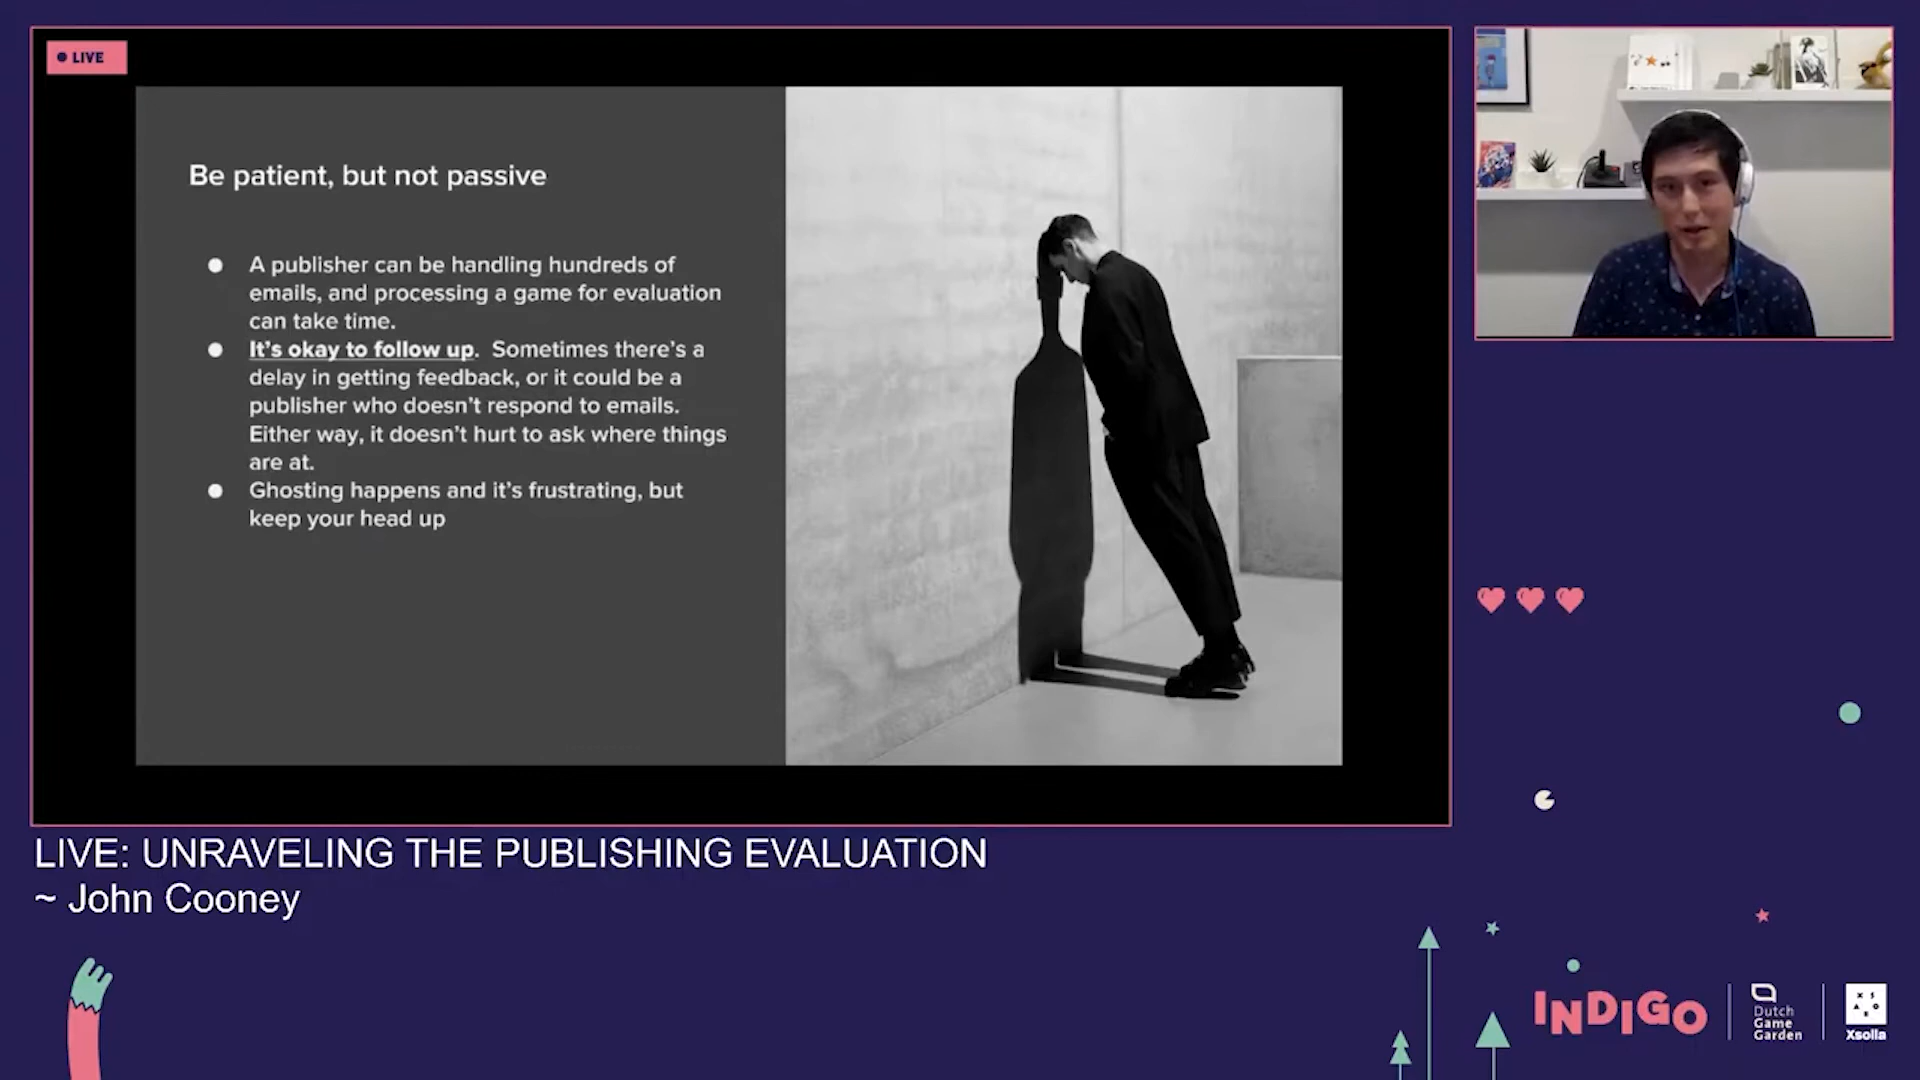 LIVE
Be patient, but not passive
● A publisher can be handling hundreds of
emails, and processing a game for evaluation
can take time.
● It's okay to follow up. Sometimes there's a
delay in getting feedback, or it could be a
publisher who doesn't respond to emails.
Either way, it doesn't hurt to ask where things
are at.
● Ghosting happens and it's frustrating, but
keep your head up
LIVE: UNRAVELING THE PUBLISHING EVALUATION
~ John Cooney
INDIGO
Dutch
Game
Garden
XSOLLA
Xsolla